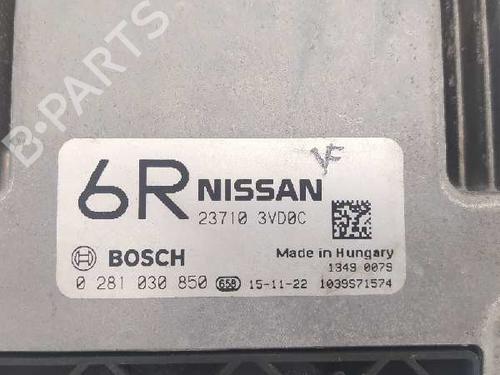 VF
6R NISSAN
23710 3VD0C
BOSCH
Made in Hungary
1349 0079
0 281 030 850 658 15-11-22 1039S71574
B-PARTS